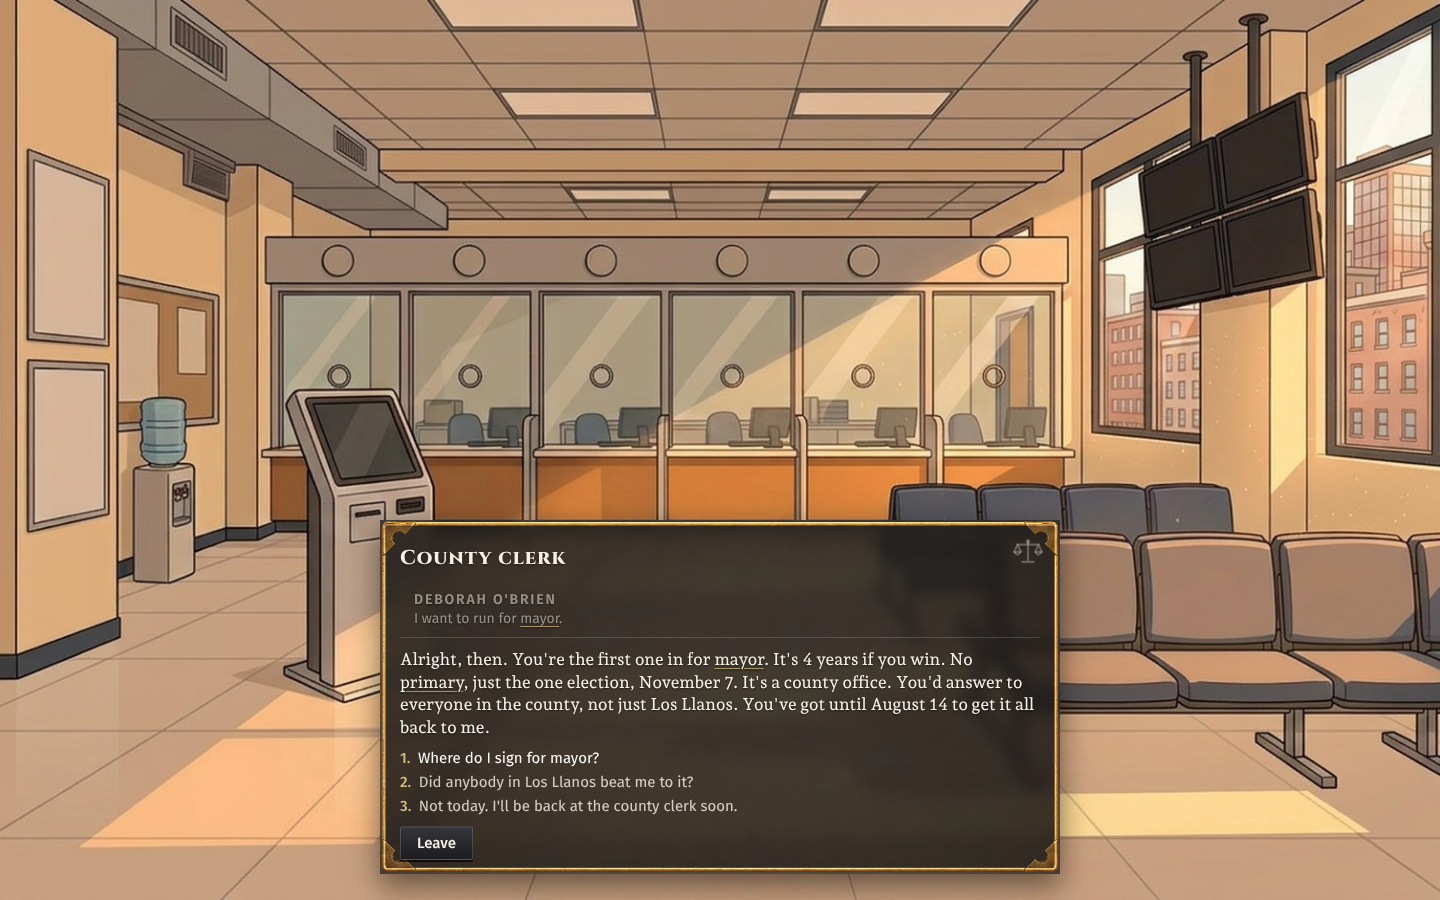 County clerk
DEBORAH O'BRIEN
I want to run for mayor.
Alright, then. You're the first one in for mayor. It's 4 years if you win. No
primary, just the one election, November 7. It's a county office. You'd answer to
everyone in the county, not just Los Llanos. You've got until August 14 to get it all
back to me.
1. Where do I sign for mayor?
2. Did anybody in Los Llanos beat me to it?
3. Not today. I'll be back at the county clerk soon.
Leave